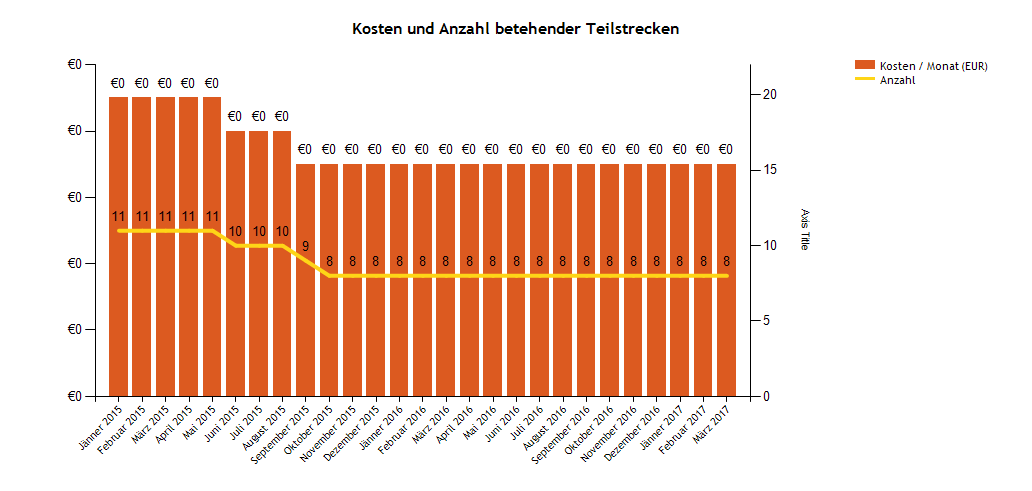 Kosten und Anzahl betehender Teilstrecken
Kosten / Monat (EUR)
Anzahl
€0
€0
€0
€0
€0
€0
€0 €0 €0 €0 €0 €0 €0 €0 €0 €0 €0 €0 €0 €0 €0 €0 €0 €0 €0 €0 €0 €0 €0 €0 €0 €0 €0
11 11 11 11 11 10 10 10 9 8 8 8 8 8 8 8 8 8 8 8 8 8 8 8 8 8 8
20
15
10
5
0
Axis Title
Jänner 2015
Februar 2015
März 2015
April 2015
Mai 2015
Juni 2015
Juli 2015
August 2015
September 2015
Oktober 2015
November 2015
Dezember 2015
Jänner 2016
Februar 2016
März 2016
April 2016
Mai 2016
Juni 2016
Juli 2016
August 2016
September 2016
Oktober 2016
November 2016
Dezember 2016
Jänner 2017
Februar 2017
März 2017